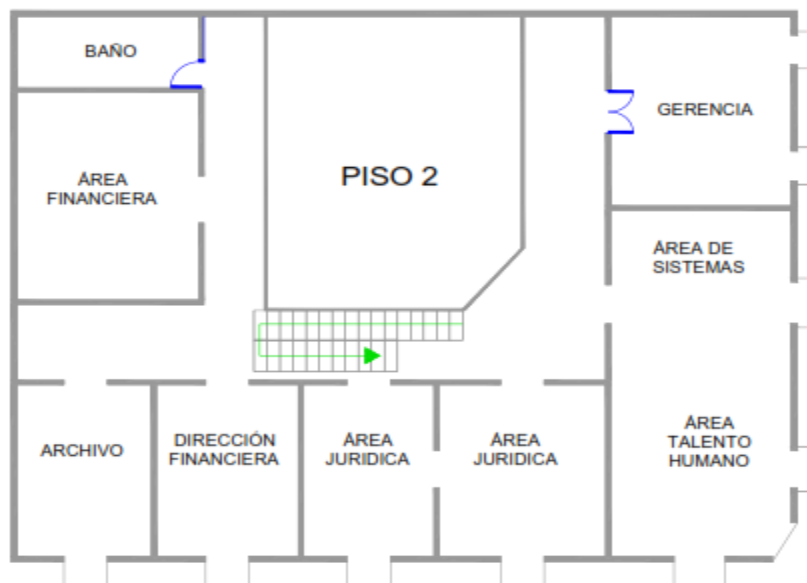 BAÑO
GERENCIA
PISO 2
ÁREA
FINANCIERA
ÁREA DE
SISTEMAS
ARCHIVO
DIRECCIÓN
FINANCIERA
ÁREA
JURIDICA
ÁREA
JURIDICA
ÁREA
TALENTO
HUMANO